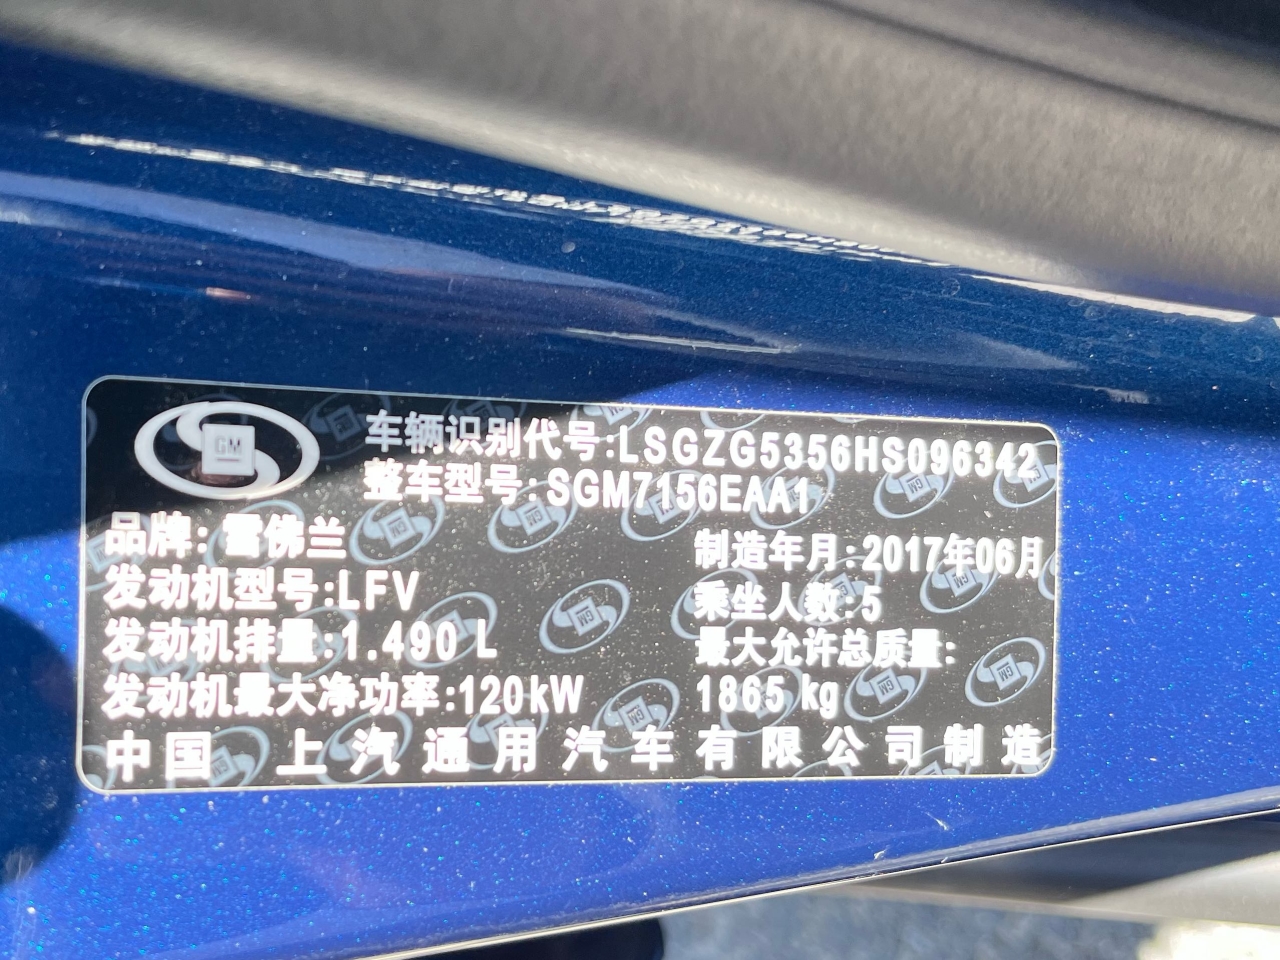 GM
车辆识别代号:LSGZG5356HS096342
整车型号:SGM7156EAA1
品牌:雪佛兰
制造年月:2017年06月
发动机型号:LFV
乘坐人数:5
发动机排量:1.490 L
最大允许总质量:
1865 kg
发动机最大净功率:120kW
中国 上汽通用汽车有限公司制造